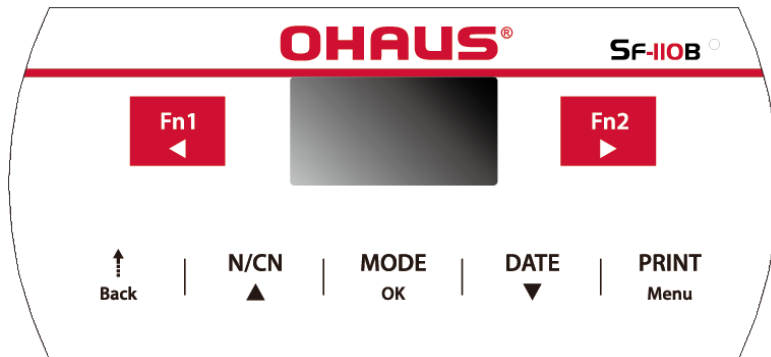 OHAUS®
SF-110B
Fn1
Fn2
N/CN
MODE
DATE
PRINT
Back
OK
Menu